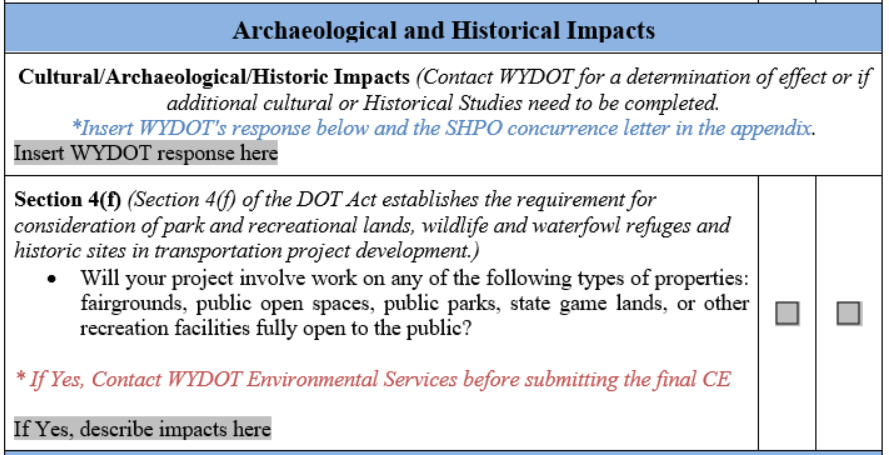 Archaeological and Historical Impacts
Cultural/Archaeological/Historic Impacts (Contact WYDOT for a determination of effect or if
additional cultural or Historical Studies need to be completed.
*Insert WYDOT's response below and the SHPO concurrence letter in the appendix.
Insert WYDOT response here
Section 4(f) (Section 4(f) of the DOT Act establishes the requirement for
consideration of park and recreational lands, wildlife and waterfowl refuges and
historic sites in transportation project development.)
• Will your project involve work on any of the following types of properties:
fairgrounds, public open spaces, public parks, state game lands, or other
recreation facilities fully open to the public?
* If Yes, Contact WYDOT Environmental Services before submitting the final CE
If Yes, describe impacts here